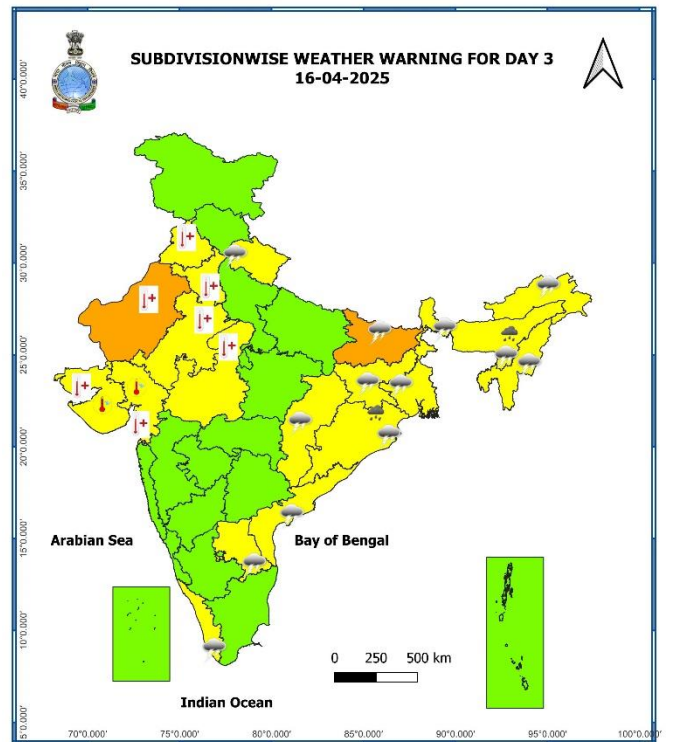 SUBDIVISIONWISE WEATHER WARNING FOR DAY 3
16-04-2025
40°0.000'
35°0.000'
30°0.000'
25°0.000'
20°0.000'
15°0.000'
10°0.000'
5°0.000'
Arabian Sea
Bay of Bengal
0 250 500 km
Indian Ocean
70°0.000' 75°0.000' 80°0.000' 85°0.000' 90°0.000' 95°0.000' 100°0.000'